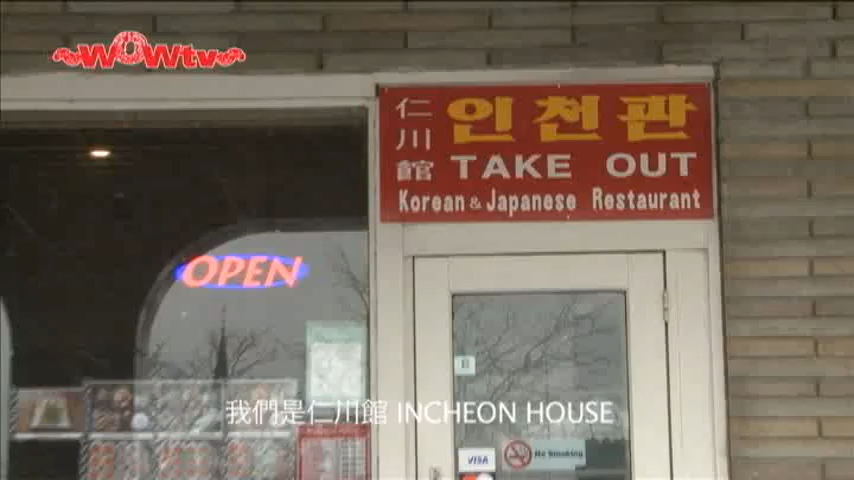 WOWtv
仁川館
인천관
TAKE OUT
Korean & Japanese Restaurant
OPEN
我們是仁川館 INCHEON HOUSE
VISA
No Smoking